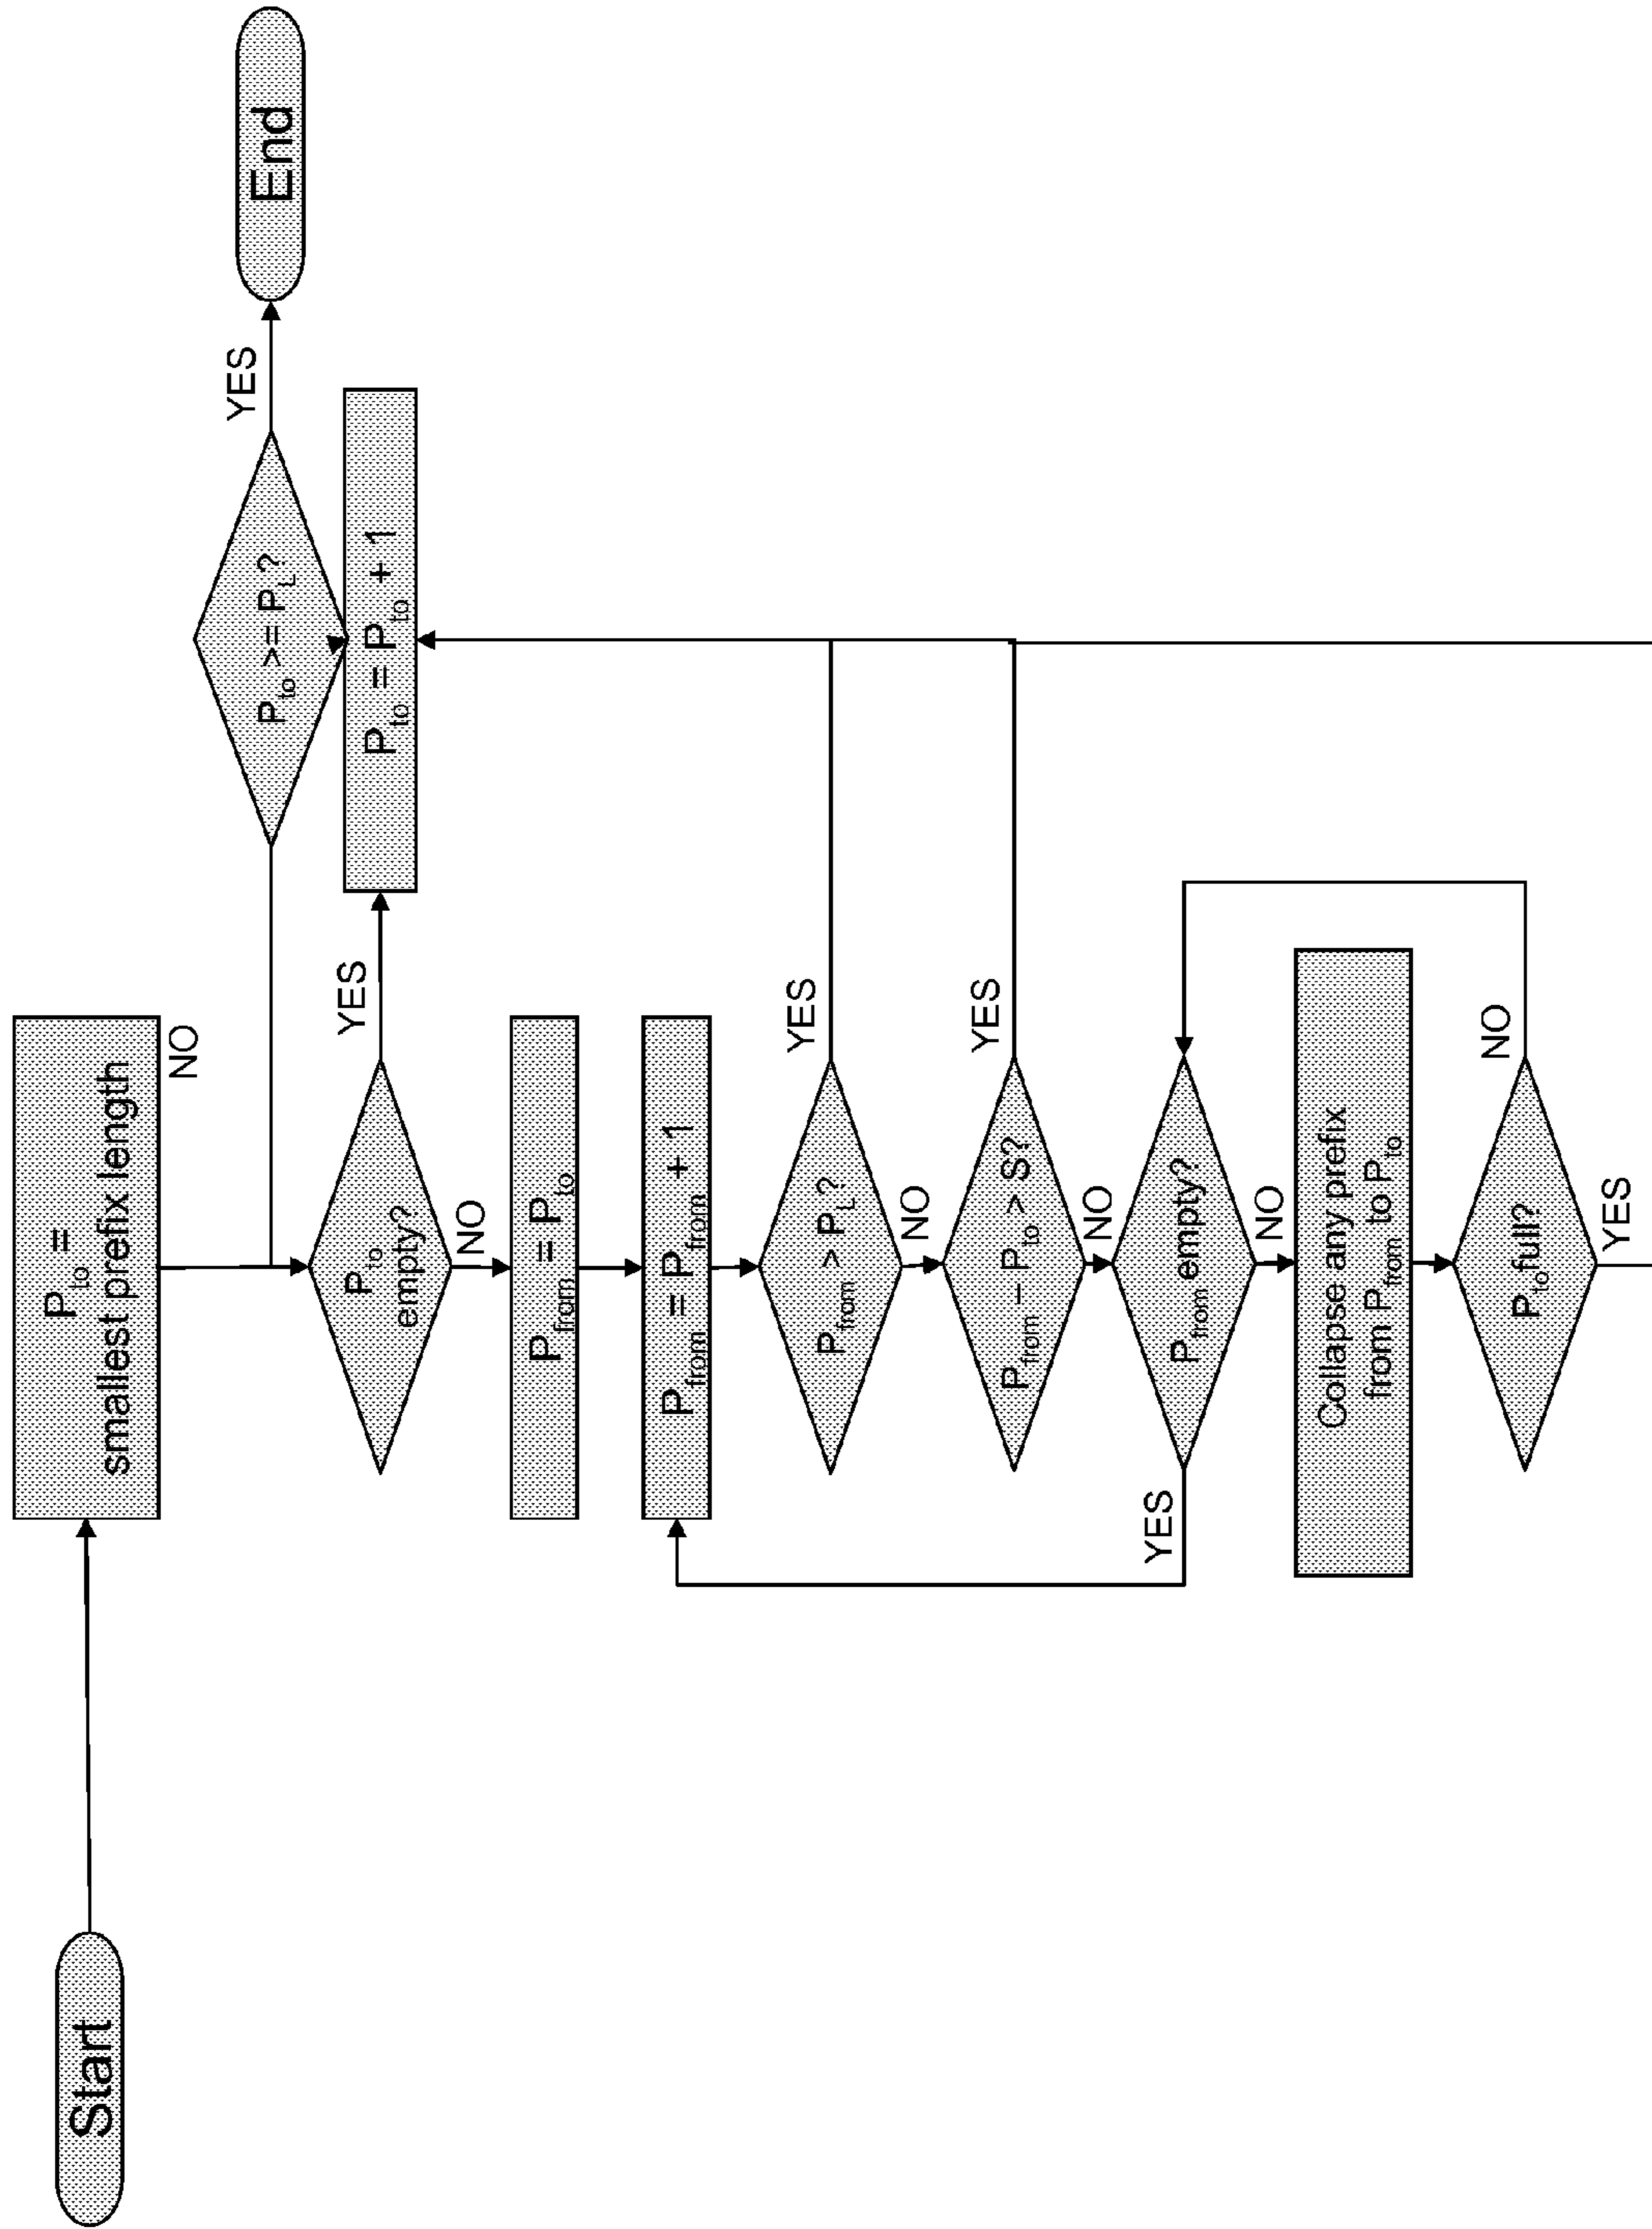 Start
P_to =
smallest prefix length
NO
P_to >= P_L?
YES
End
P_to
empty?
YES
P_to = P_to + 1
NO
P_from = P_to
P_from = P_from + 1
P_from > P_L?
YES
NO
P_from – P_to > S?
YES
NO
P_from empty?
YES
NO
Collapse any prefix
from P_from to P_to
P_to full?
NO
YES